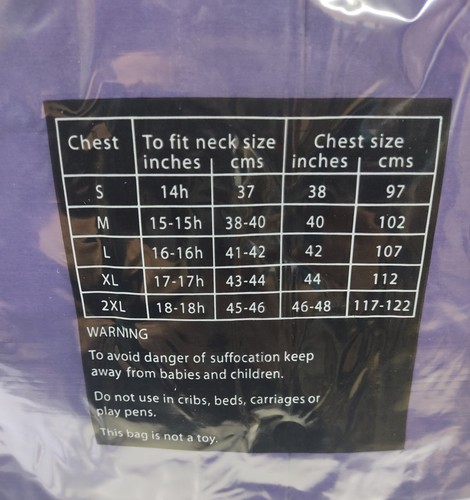 Chest To fit neck size Chest size
inches cms inches cms
S 14h 37 38 97
M 15-15h 38-40 40 102
L 16-16h 41-42 42 107
XL 17-17h 43-44 44 112
2XL 18-18h 45-46 46-48 117-122
WARNING
To avoid danger of suffocation keep
away from babies and children.
Do not use in cribs, beds, carriages or
play pens.
This bag is not a toy.